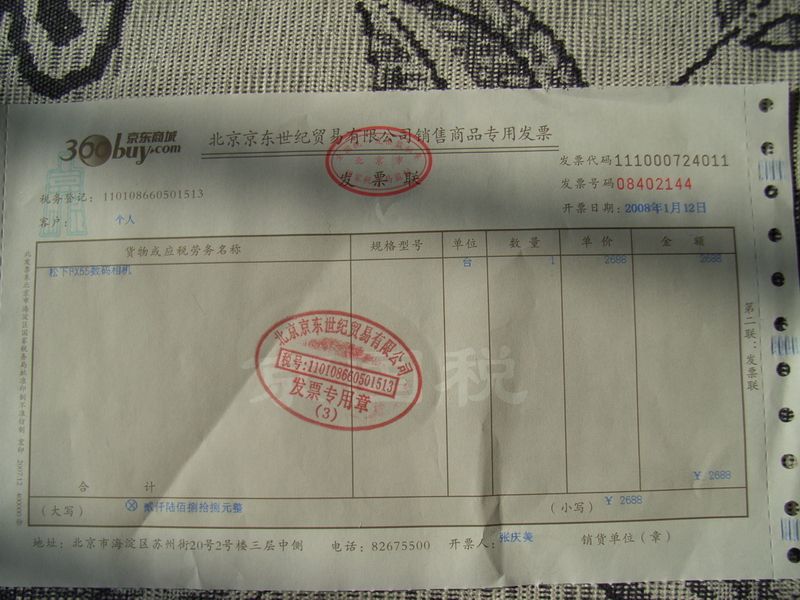 360buy.com 京东商城
北京京东世纪贸易有限公司销售商品专用发票
发票联
北京市
发票代码 111000724011
发票号码 08402144
税务登记: 110108660501513
开票日期: 2008年1月12日
客户: 个人
货物或应税劳务名称 规格型号 单位 数量 单价 金额
松下FX55数码相机 台 1 2688 2688
北京京东世纪贸易有限公司
税号:110108660501513
发票专用章
(3)
京 税
第二联:发票联
合计 ¥ 2688
(大写) ⊗ 贰仟陆佰捌拾捌元整 (小写) ¥ 2688
地址: 北京市海淀区苏州街20号2号楼三层中侧 电话: 82675500 开票人: 张庆美 销货单位(章)